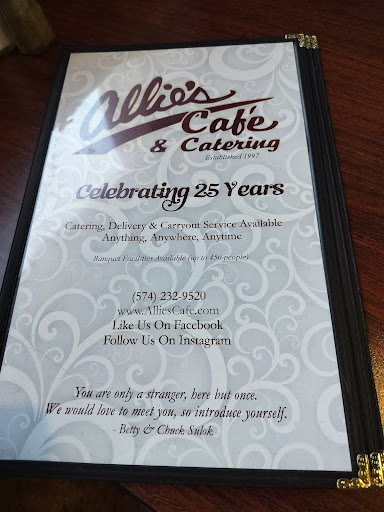 Allie's
Café
& Catering
Established 1997
Celebrating 25 Years
Catering, Delivery & Carryout Service Available
Anything, Anywhere, Anytime
Banquet Facilities Available (up to 450 people)
(574) 232-9520
www.AlliesCafe.com
Like Us On Facebook
Follow Us On Instagram
You are only a stranger, here but once.
We would love to meet you, so introduce yourself.
- Betty & Chuck Sulok